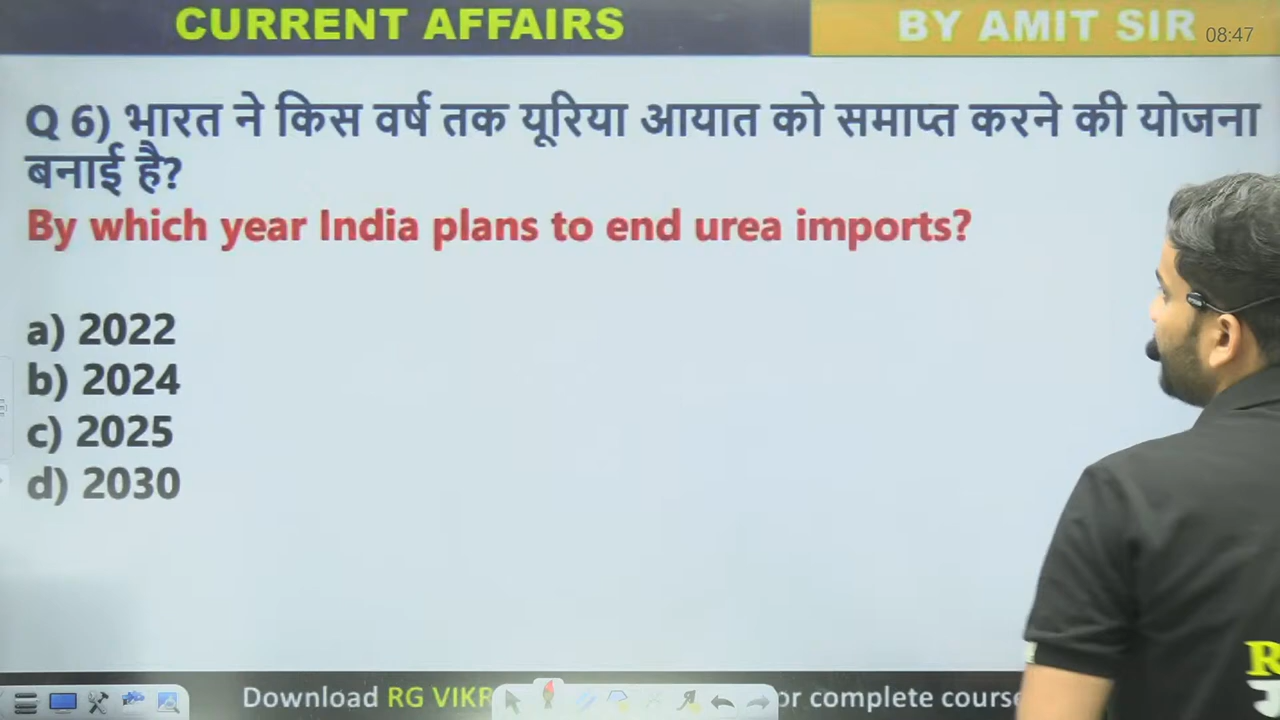 CURRENT AFFAIRS
BY AMIT SIR
08:47
Q 6) भारत ने किस वर्ष तक यूरिया आयात को समाप्त करने की योजना
बनाई है?
By which year India plans to end urea imports?
a) 2022
b) 2024
c) 2025
d) 2030
Download RG VIKR
or complete course